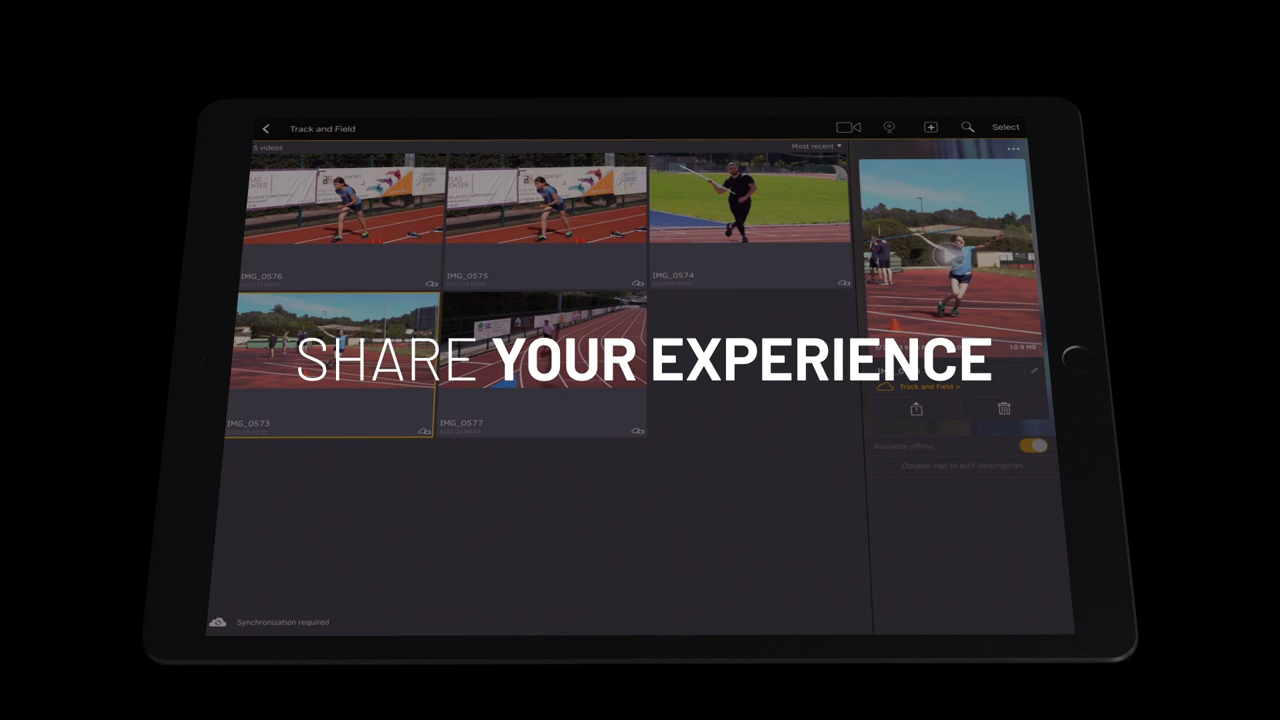 Track and Field
Select
5 videos
Most recent
IMG_0576
IMG_0575
IMG_0574
10.9 MB
SHARE YOUR EXPERIENCE
Track and Field >
IMG_0573
IMG_0577
Available offline
Double-tap to edit description...
Synchronization required